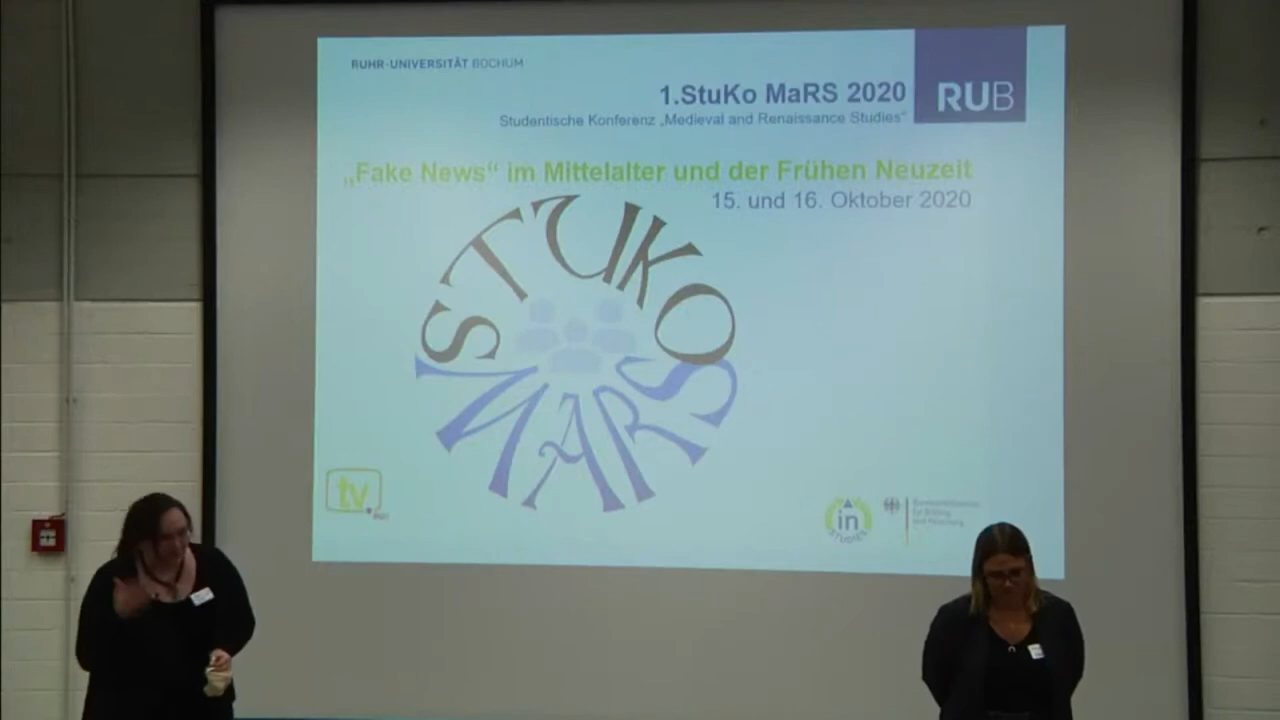 RUHR-UNIVERSITÄT BOCHUM
RUB
1.StuKo MaRS 2020
Studentische Konferenz „Medieval and Renaissance Studies“
„Fake News“ im Mittelalter und der Frühen Neuzeit
15. und 16. Oktober 2020
STUKO
MARS
tv.
in
STUDIES